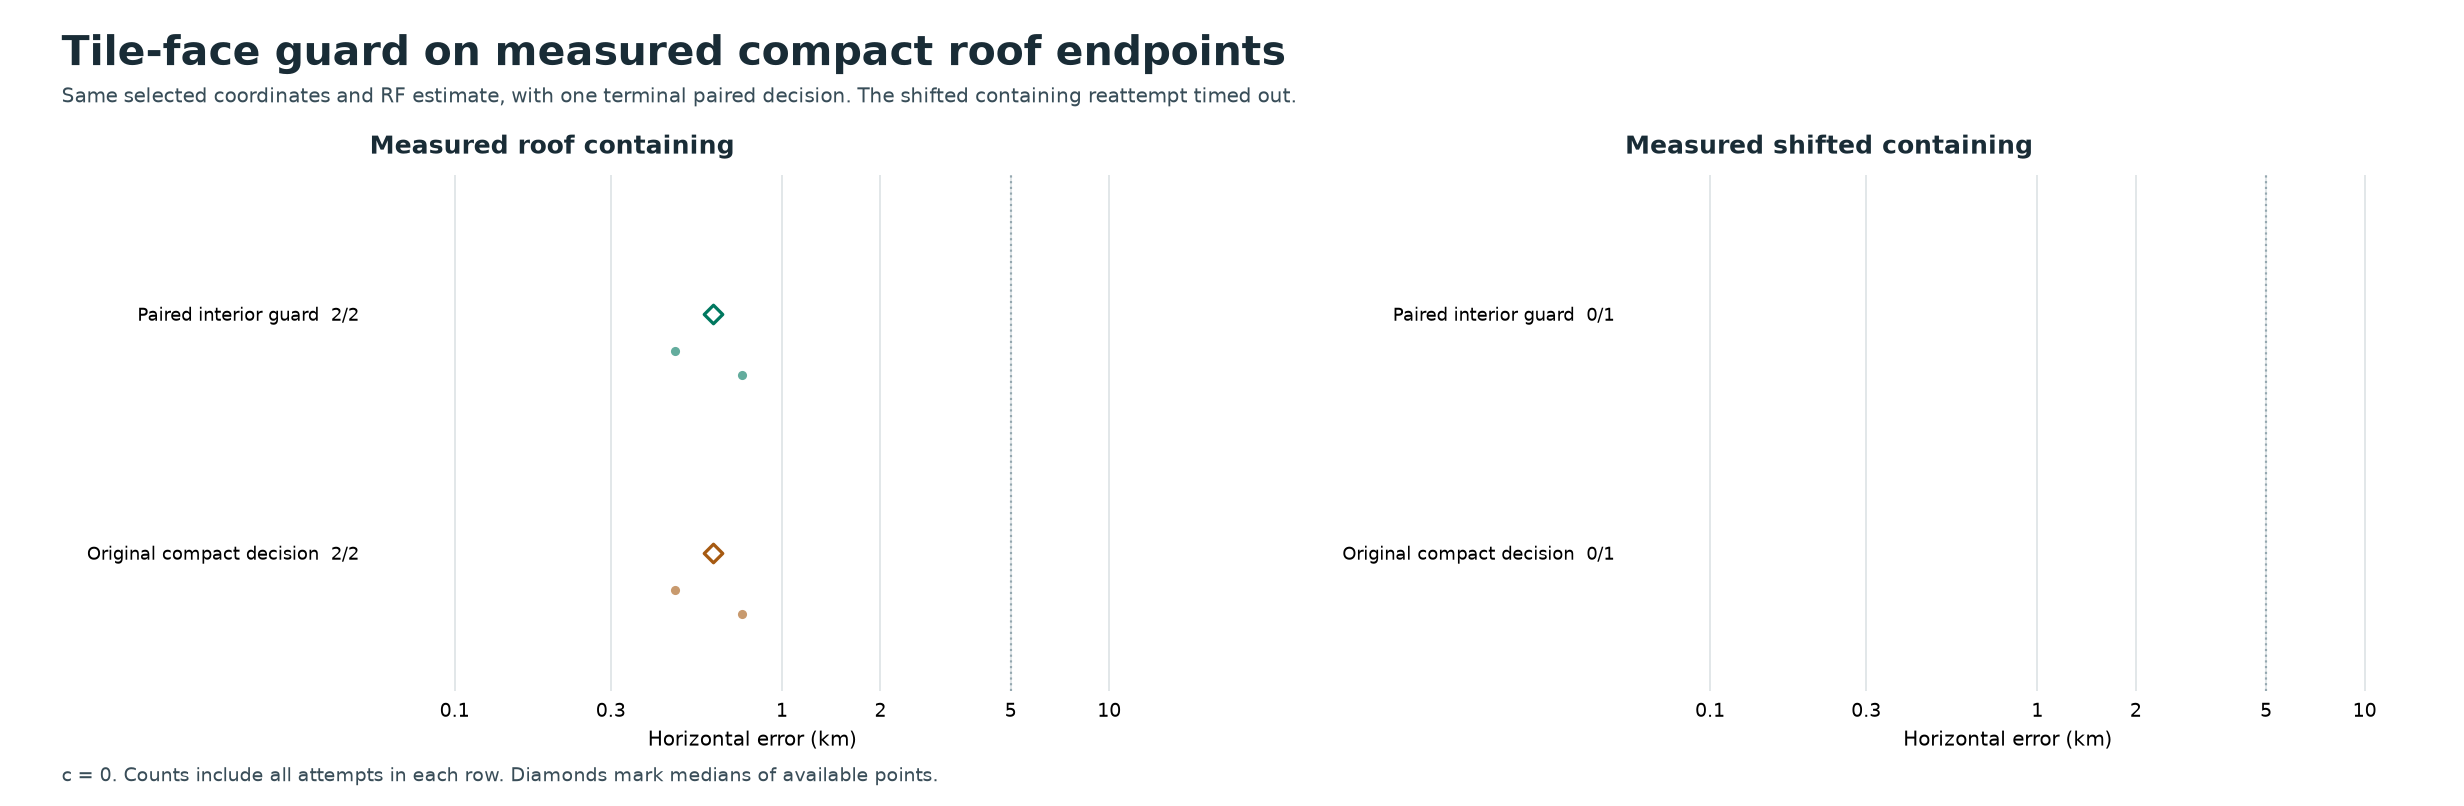 Tile-face guard on measured compact roof endpoints
Same selected coordinates and RF estimate, with one terminal paired decision. The shifted containing reattempt timed out.
Measured roof containing
Paired interior guard 2/2
Original compact decision 2/2
0.1 0.3 1 2 5 10
Horizontal error (km)
Measured shifted containing
Paired interior guard 0/1
Original compact decision 0/1
0.1 0.3 1 2 5 10
Horizontal error (km)
c = 0. Counts include all attempts in each row. Diamonds mark medians of available points.